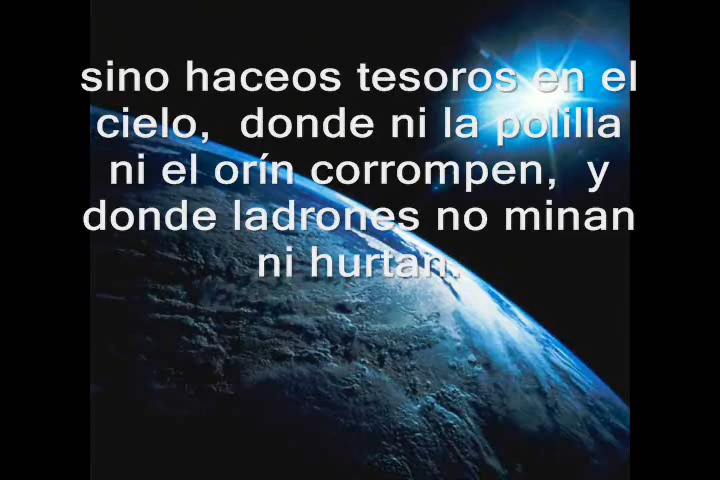 sino haceos tesoros en el
cielo,  donde ni la polilla
ni el orín corrompen,  y
donde ladrones no minan
ni hurtan.